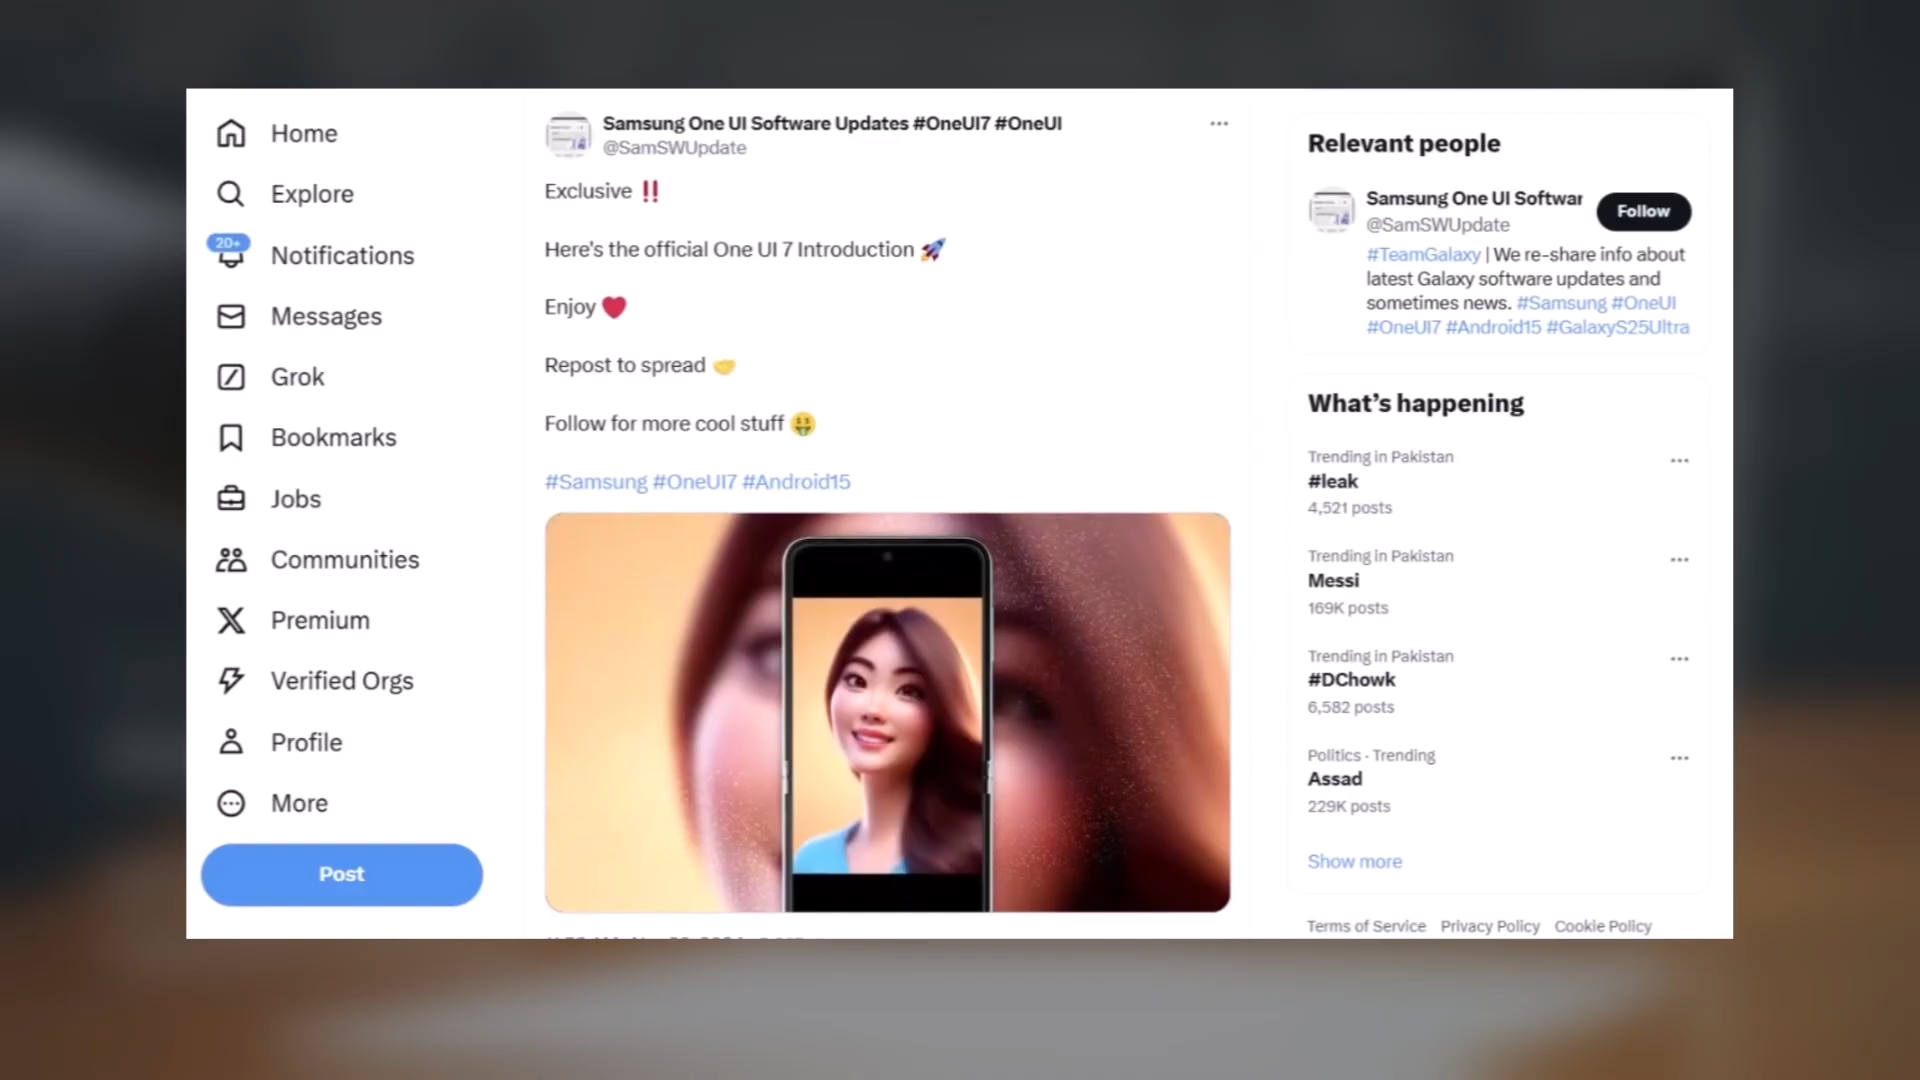 Home
Explore
20+
Notifications
Messages
Grok
Bookmarks
Jobs
Communities
Premium
Verified Orgs
Profile
More
Post
Samsung One UI Software Updates #OneUI7 #OneUI
@SamSWUpdate
Exclusive ‼️
Here's the official One UI 7 Introduction 🚀
Enjoy ❤️
Repost to spread 🤝
Follow for more cool stuff 🤑
#Samsung #OneUI7 #Android15
Relevant people
Samsung One UI Softwar
Follow
@SamSWUpdate
#TeamGalaxy | We re-share info about
latest Galaxy software updates and
sometimes news. #Samsung #OneUI
#OneUI7 #Android15 #GalaxyS25Ultra
What's happening
Trending in Pakistan
#leak
4,521 posts
Trending in Pakistan
Messi
169K posts
Trending in Pakistan
#DChowk
6,582 posts
Politics · Trending
Assad
229K posts
Show more
Terms of Service Privacy Policy Cookie Policy